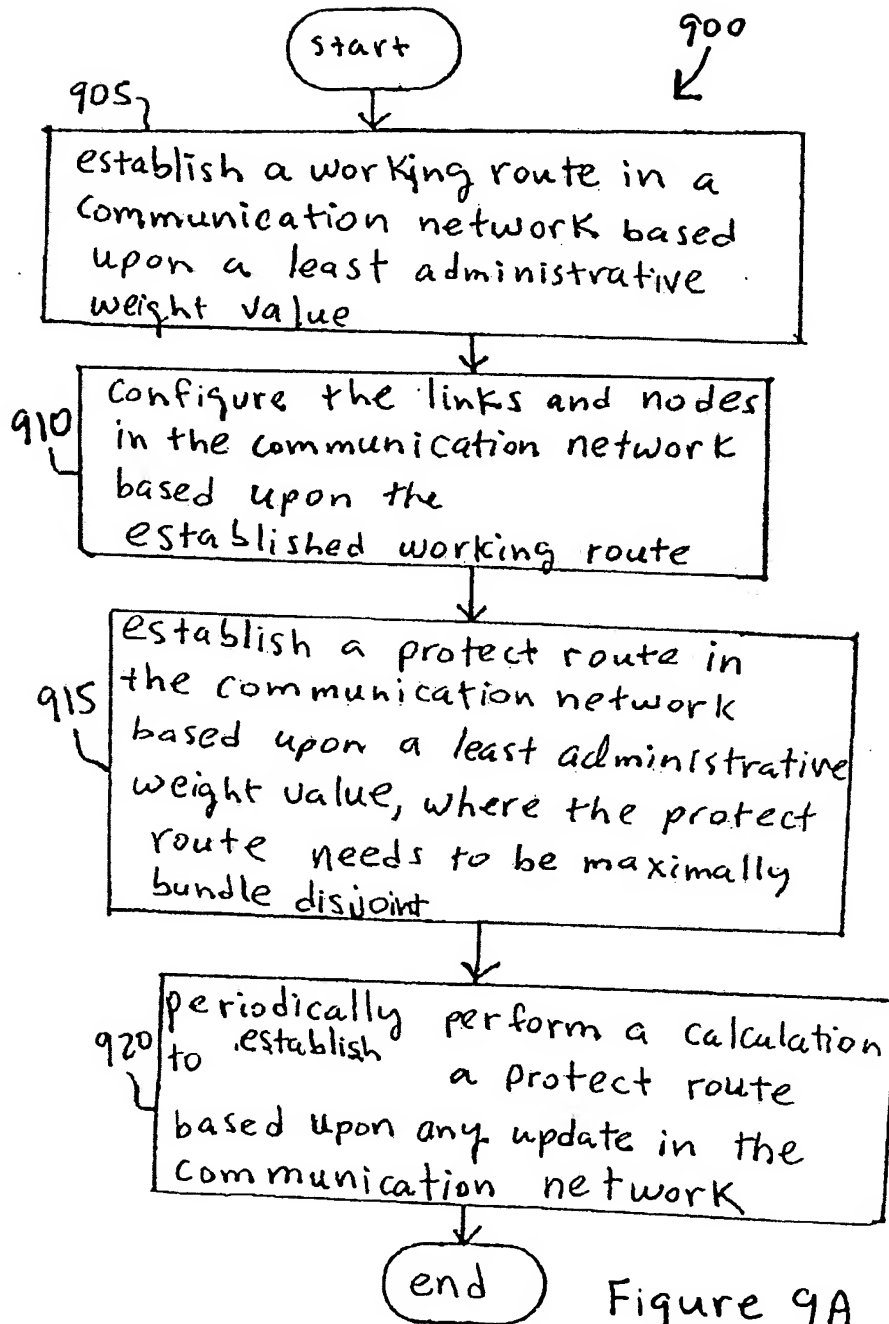 start
900
905
establish a working route in a
communication network based
upon a least administrative
weight value
910
configure the links and nodes
in the communication network
based upon the
established working route
915
establish a protect route in
the communication network
based upon a least administrative
weight value, where the protect
route needs to be maximally
bundle disjoint
920
periodically perform a calculation
to establish a protect route
based upon any update in the
communication network
end
Figure 9A